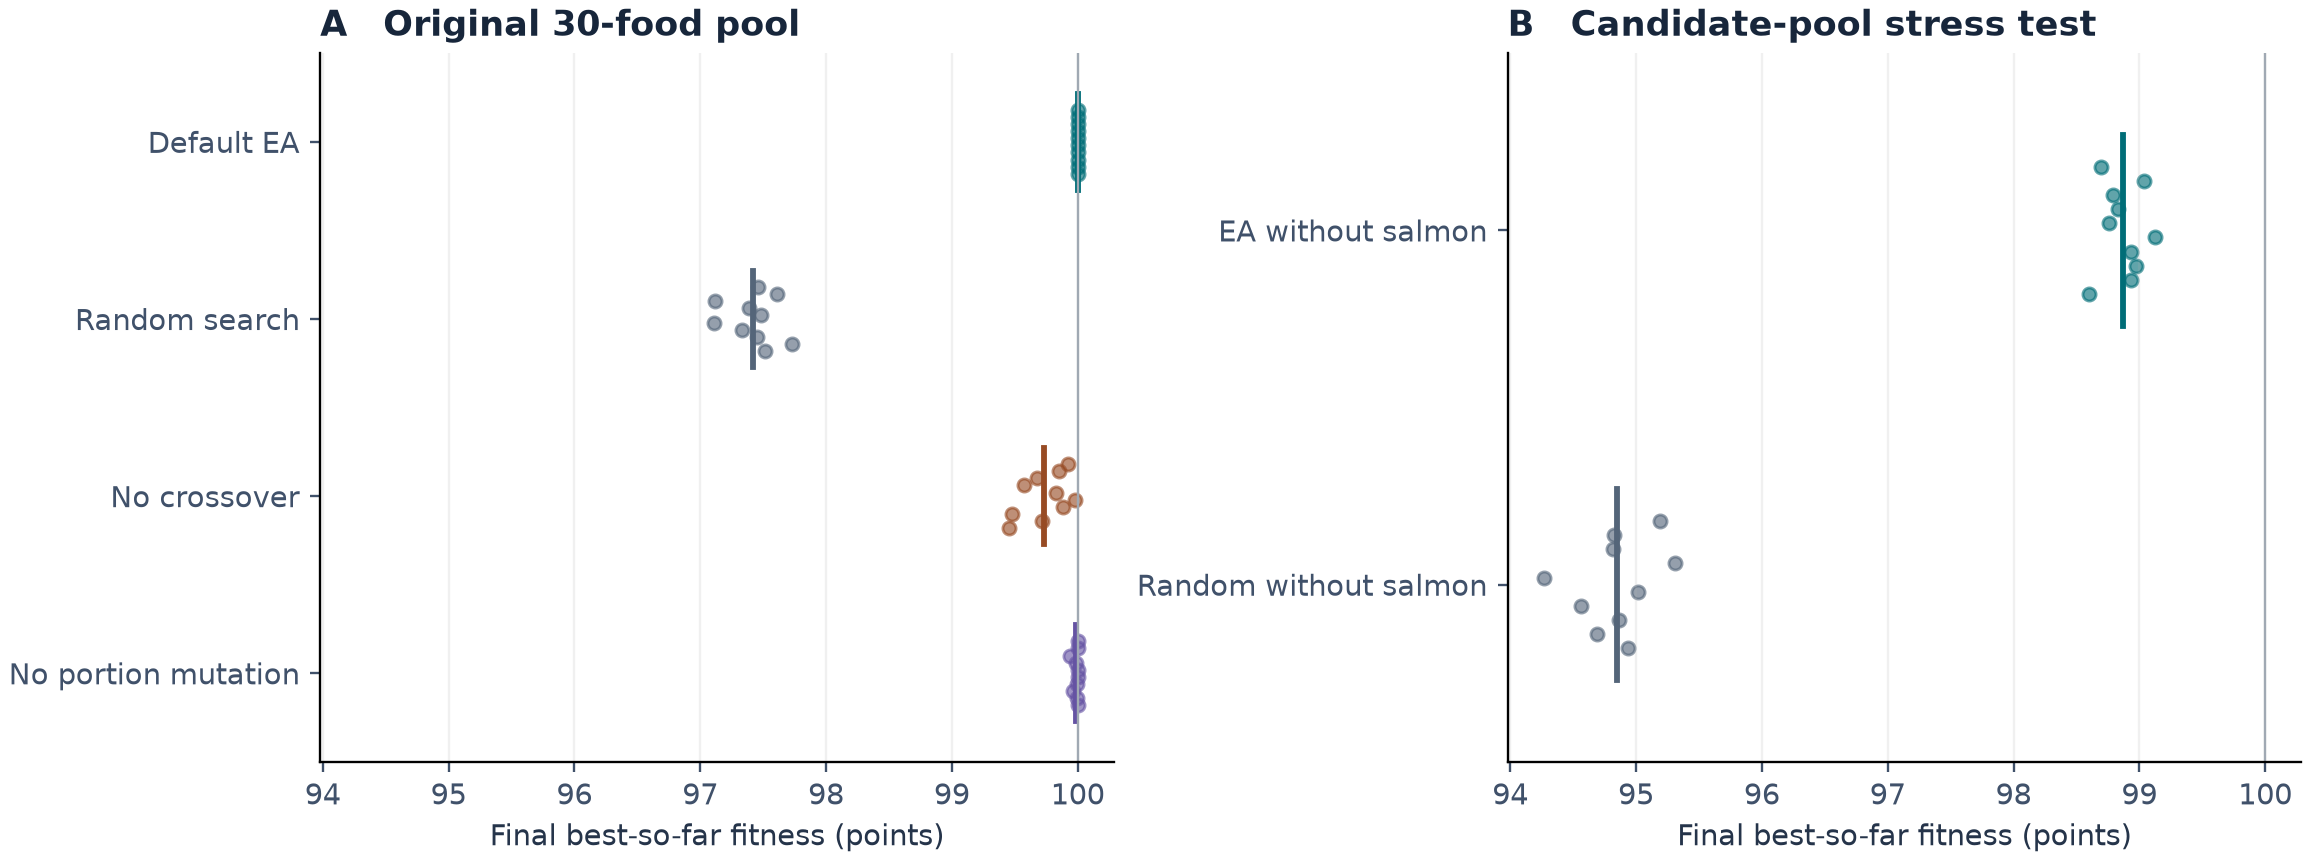 A Original 30-food pool
Default EA
Random search
No crossover
No portion mutation
94 95 96 97 98 99 100
Final best-so-far fitness (points)
B Candidate-pool stress test
EA without salmon
Random without salmon
94 95 96 97 98 99 100
Final best-so-far fitness (points)